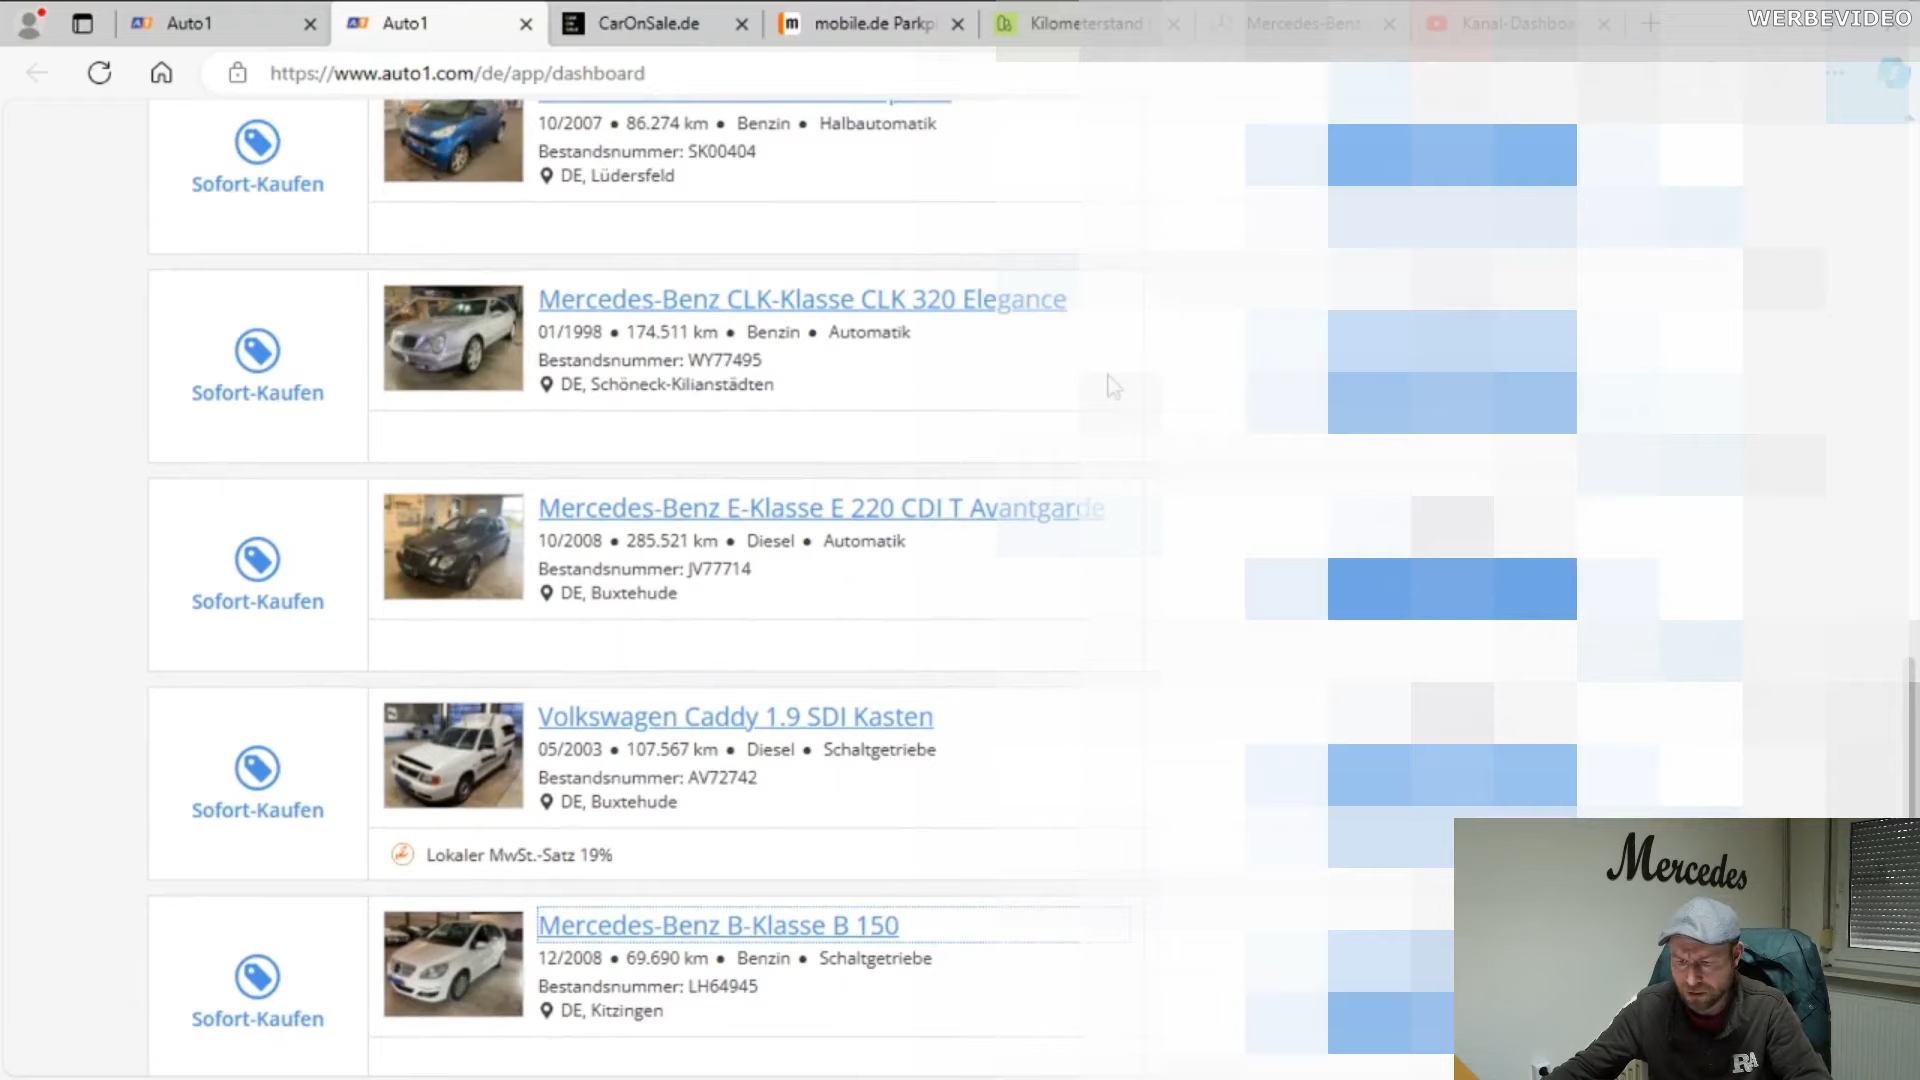 Auto1
Auto1
CarOnSale.de
mobile.de Parkp
Kilometerstand
Mercedes-Benz
Kanal-Dashboa
WERBEVIDEO
https://www.auto1.com/de/app/dashboard
10/2007 • 86.274 km • Benzin • Halbautomatik
Bestandsnummer: SK00404
DE, Lüdersfeld
Sofort-Kaufen
Mercedes-Benz CLK-Klasse CLK 320 Elegance
01/1998 • 174.511 km • Benzin • Automatik
Bestandsnummer: WY77495
DE, Schöneck-Kilianstädten
Sofort-Kaufen
Mercedes-Benz E-Klasse E 220 CDI T Avantgarde
10/2008 • 285.521 km • Diesel • Automatik
Bestandsnummer: JV77714
DE, Buxtehude
Sofort-Kaufen
Volkswagen Caddy 1.9 SDI Kasten
05/2003 • 107.567 km • Diesel • Schaltgetriebe
Bestandsnummer: AV72742
DE, Buxtehude
Sofort-Kaufen
Lokaler MwSt.-Satz 19%
Mercedes-Benz B-Klasse B 150
12/2008 • 69.690 km • Benzin • Schaltgetriebe
Bestandsnummer: LH64945
DE, Kitzingen
Sofort-Kaufen
Mercedes
RA